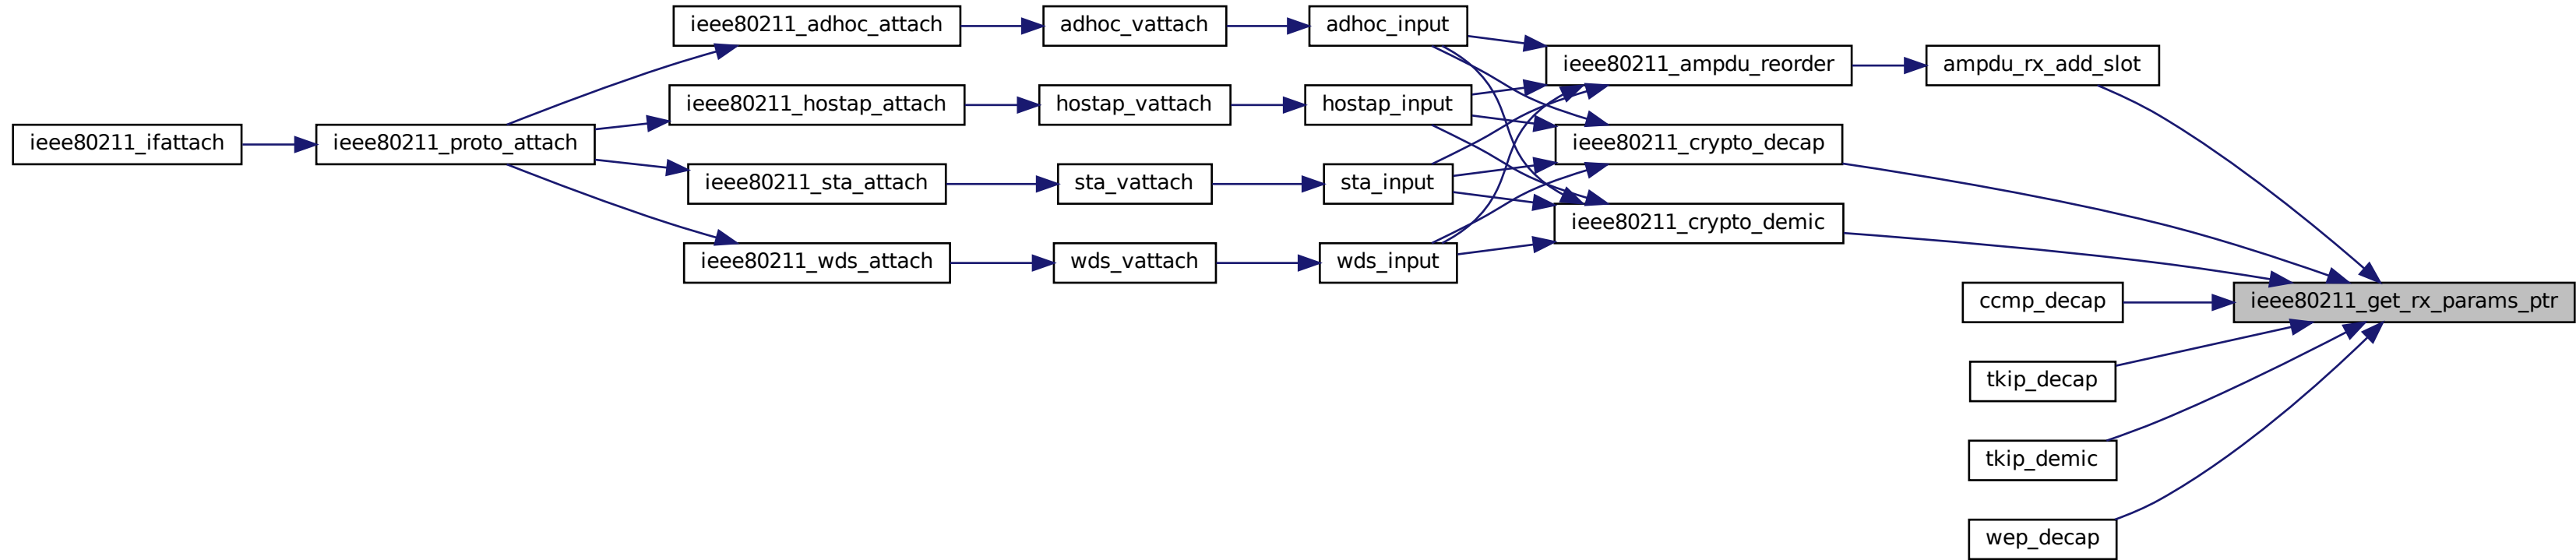 ieee80211_ifattach
ieee80211_proto_attach
ieee80211_adhoc_attach
adhoc_vattach
adhoc_input
ieee80211_hostap_attach
hostap_vattach
hostap_input
ieee80211_sta_attach
sta_vattach
sta_input
ieee80211_wds_attach
wds_vattach
wds_input
ieee80211_ampdu_reorder
ampdu_rx_add_slot
ieee80211_crypto_decap
ieee80211_crypto_demic
ccmp_decap
tkip_decap
tkip_demic
wep_decap
ieee80211_get_rx_params_ptr